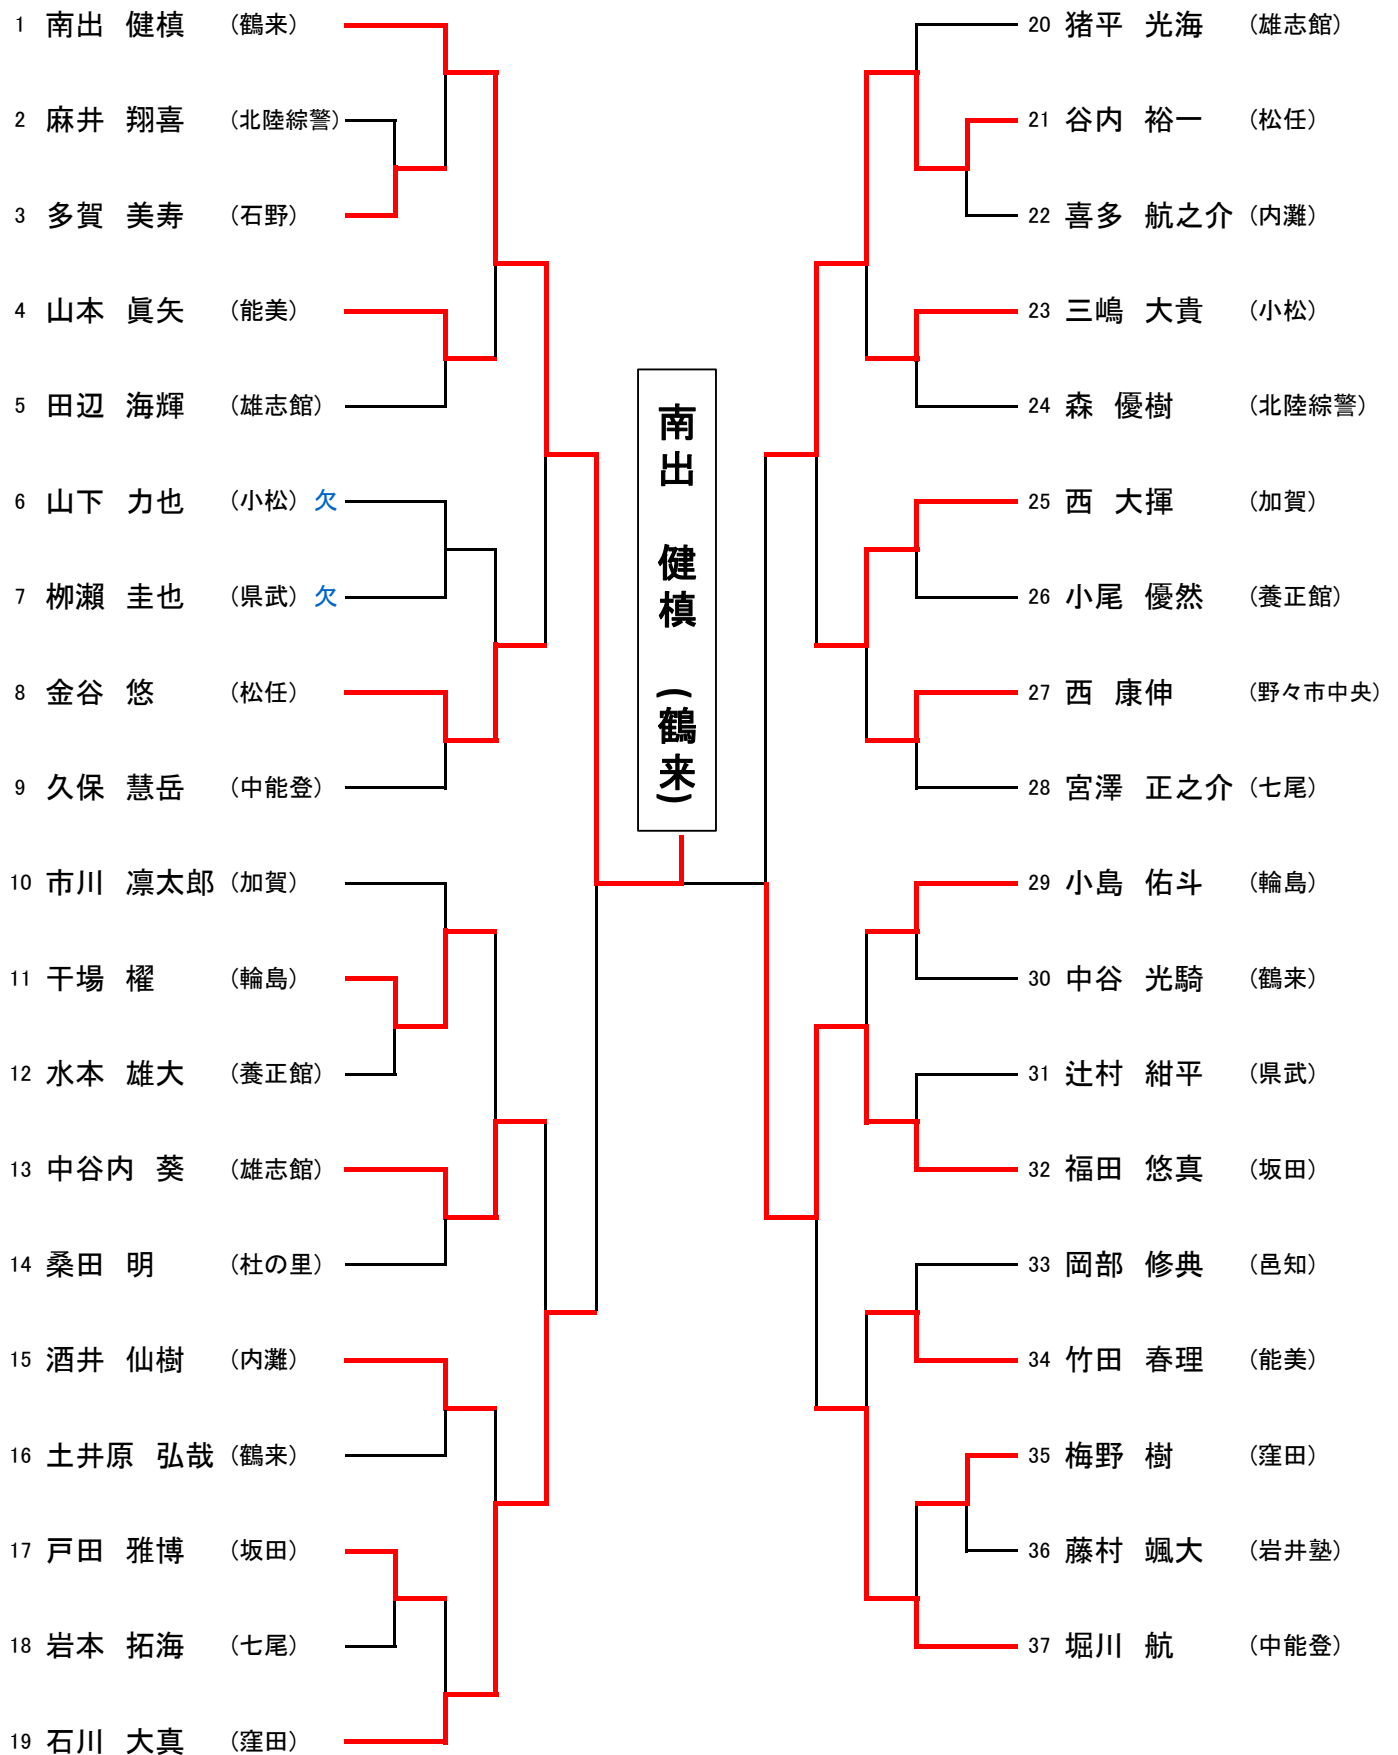 1 南出 健槙 (鶴来)
2 麻井 翔喜 (北陸綜警)
3 多賀 美寿 (石野)
4 山本 眞矢 (能美)
5 田辺 海輝 (雄志館)
6 山下 力也 (小松) 欠
7 栁瀨 圭也 (県武) 欠
8 金谷 悠 (松任)
9 久保 慧岳 (中能登)
10 市川 凛太郎 (加賀)
11 干場 櫂 (輪島)
12 水本 雄大 (養正館)
13 中谷内 葵 (雄志館)
14 桑田 明 (杜の里)
15 酒井 仙樹 (内灘)
16 土井原 弘哉 (鶴来)
17 戸田 雅博 (坂田)
18 岩本 拓海 (七尾)
19 石川 大真 (窪田)
南出 健槙 (鶴来)
20 猪平 光海 (雄志館)
21 谷内 裕一 (松任)
22 喜多 航之介 (内灘)
23 三嶋 大貴 (小松)
24 森 優樹 (北陸綜警)
25 西 大揮 (加賀)
26 小尾 優然 (養正館)
27 西 康伸 (野々市中央)
28 宮澤 正之介 (七尾)
29 小島 佑斗 (輪島)
30 中谷 光騎 (鶴来)
31 辻村 紺平 (県武)
32 福田 悠真 (坂田)
33 岡部 修典 (邑知)
34 竹田 春理 (能美)
35 梅野 樹 (窪田)
36 藤村 颯大 (岩井塾)
37 堀川 航 (中能登)